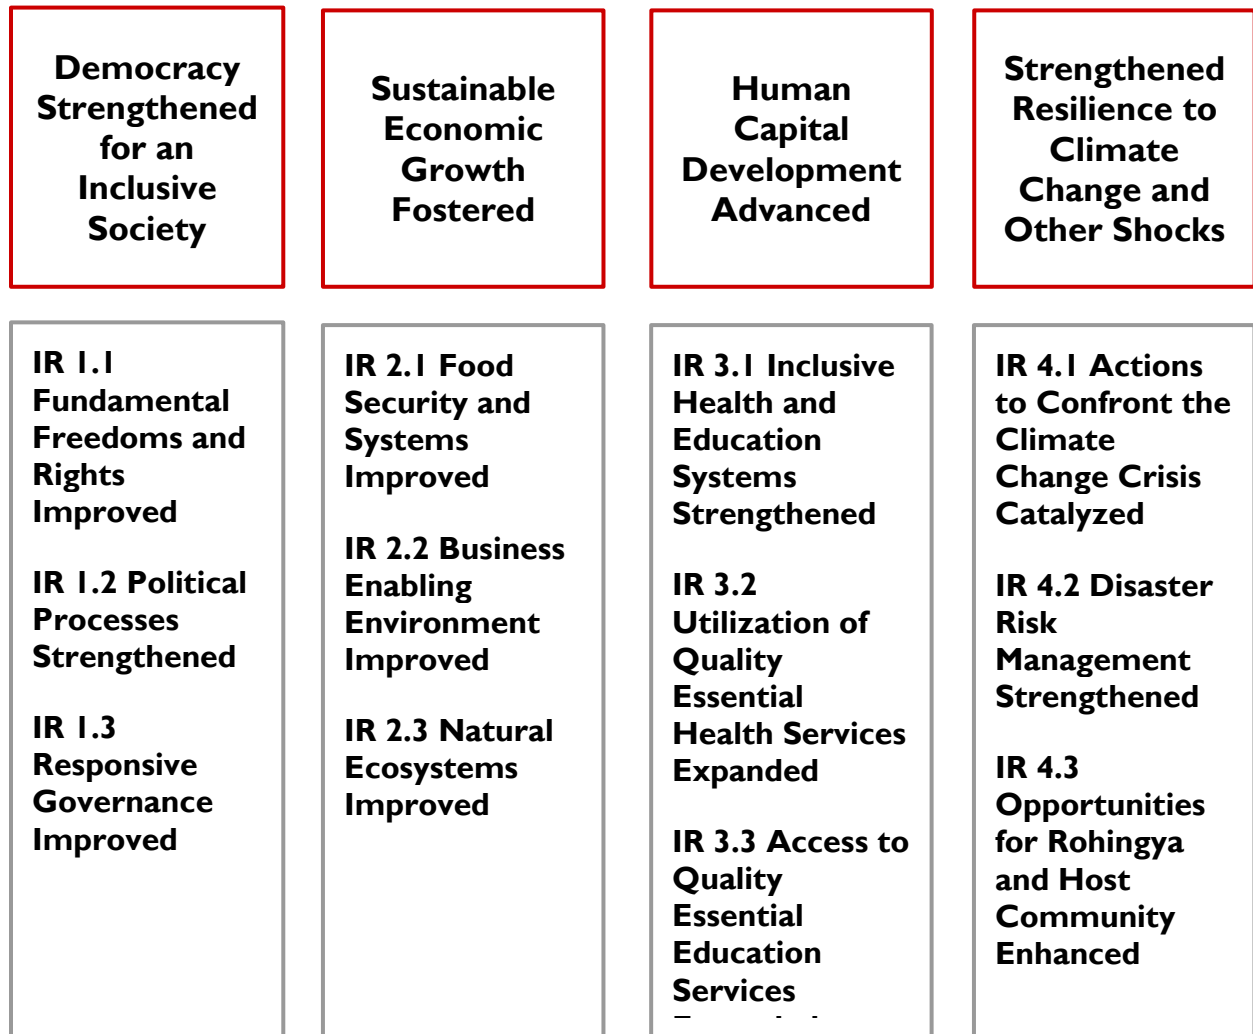 Democracy
Strengthened
for an
Inclusive
Society
Sustainable
Economic
Growth
Fostered
Human
Capital
Development
Advanced
Strengthened
Resilience to
Climate
Change and
Other Shocks
IR 1.1
Fundamental
Freedoms and
Rights
Improved
IR 1.2 Political
Processes
Strengthened
IR 1.3
Responsive
Governance
Improved
IR 2.1 Food
Security and
Systems
Improved
IR 2.2 Business
Enabling
Environment
Improved
IR 2.3 Natural
Ecosystems
Improved
IR 3.1 Inclusive
Health and
Education
Systems
Strengthened
IR 3.2
Utilization of
Quality
Essential
Health Services
Expanded
IR 3.3 Access to
Quality
Essential
Education
Services
IR 4.1 Actions
to Confront the
Climate
Change Crisis
Catalyzed
IR 4.2 Disaster
Risk
Management
Strengthened
IR 4.3
Opportunities
for Rohingya
and Host
Community
Enhanced